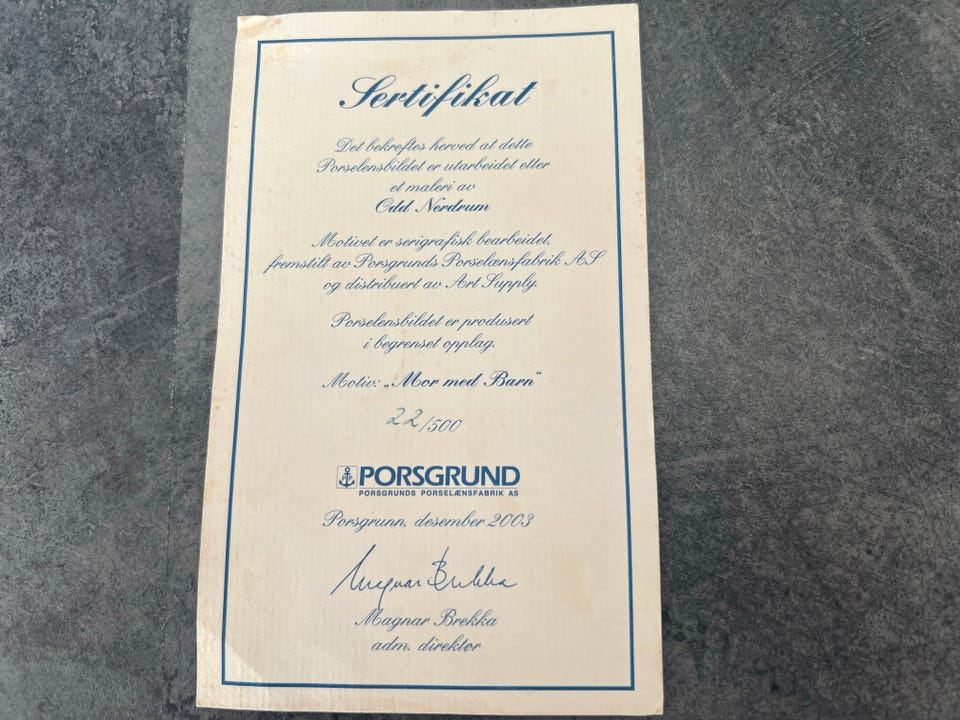 Sertifikat
Det bekreftes herved at dette
Porselensbildet er utarbeidet etter
et maleri av
Odd Nerdrum
Motivet er serigrafisk bearbeidet,
fremstilt av Porsgrunds Porselænsfabrik AS
og distribuert av Art Supply.
Porselensbildet er produsert
i begrenset opplag.
Motiv: „Mor med Barn"
22/500
PORSGRUND
PORSGRUNDS PORSELÆNSFABRIK AS
Porsgrunn, desember 2003
Magnar Brekka
Magnar Brekka
adm. direktør